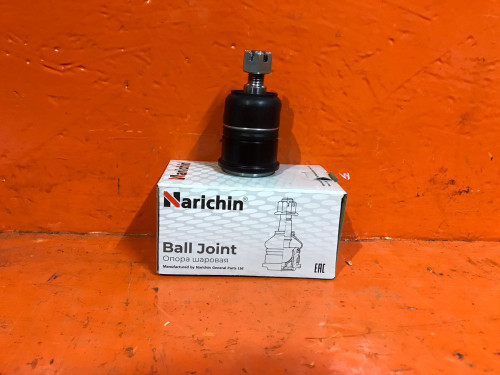 Narichin
Ball Joint
Опора шаровая
Manufactured by Narichin General Parts Ltd
EAC